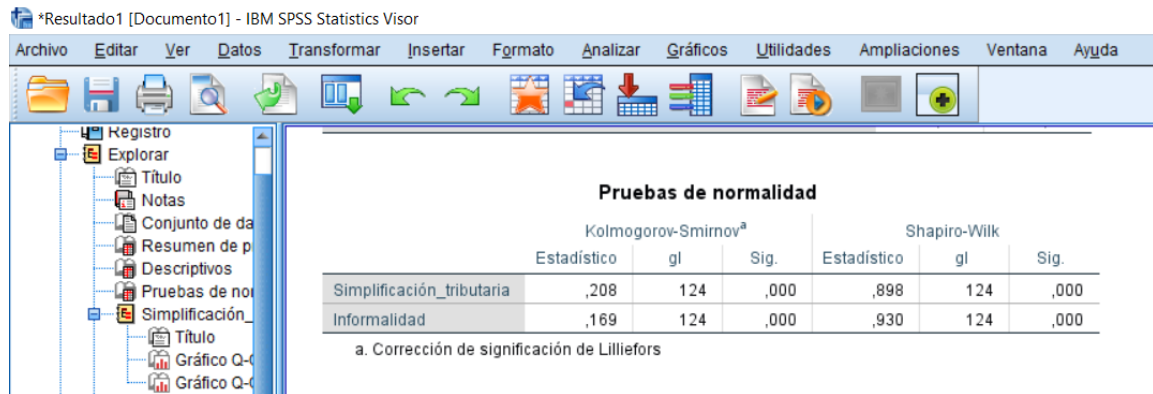 *Resultado1 [Documento1] - IBM SPSS Statistics Visor
Archivo Editar Ver Datos Transformar Insertar Formato Analizar Gráficos Utilidades Ampliaciones Ventana Ayuda
Registro
Explorar
Título
Notas
Conjunto de da
Resumen de p
Descriptivos
Pruebas de nor
Simplificación_
Título
Gráfico Q-
Gráfico Q-
Pruebas de normalidad
Kolmogorov-Smirnovª Shapiro-Wilk
Estadístico gl Sig. Estadístico gl Sig.
Simplificación_tributaria ,208 124 ,000 ,898 124 ,000
Informalidad ,169 124 ,000 ,930 124 ,000
a. Corrección de significación de Lilliefors